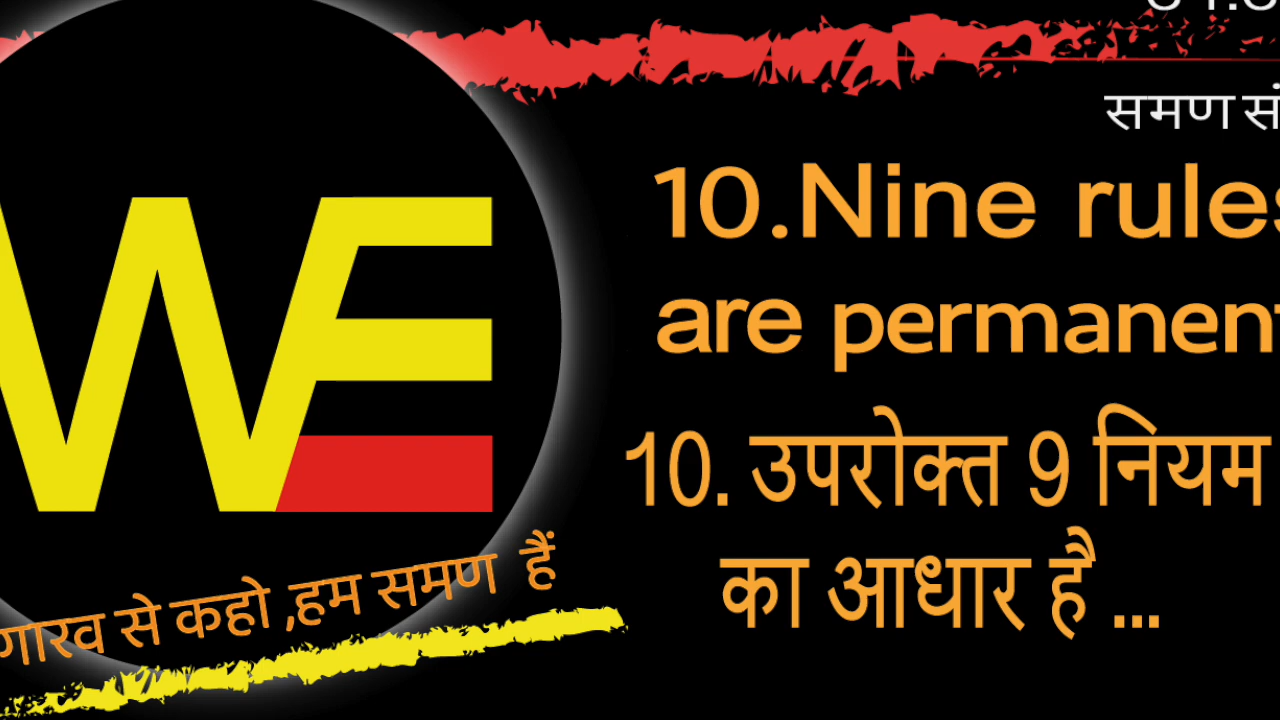 समण सं
10.Nine rules
are permanent
10. उपरोक्त 9 नियम
का आधार है ...
WE
गारव से कहो ,हम समण हैं